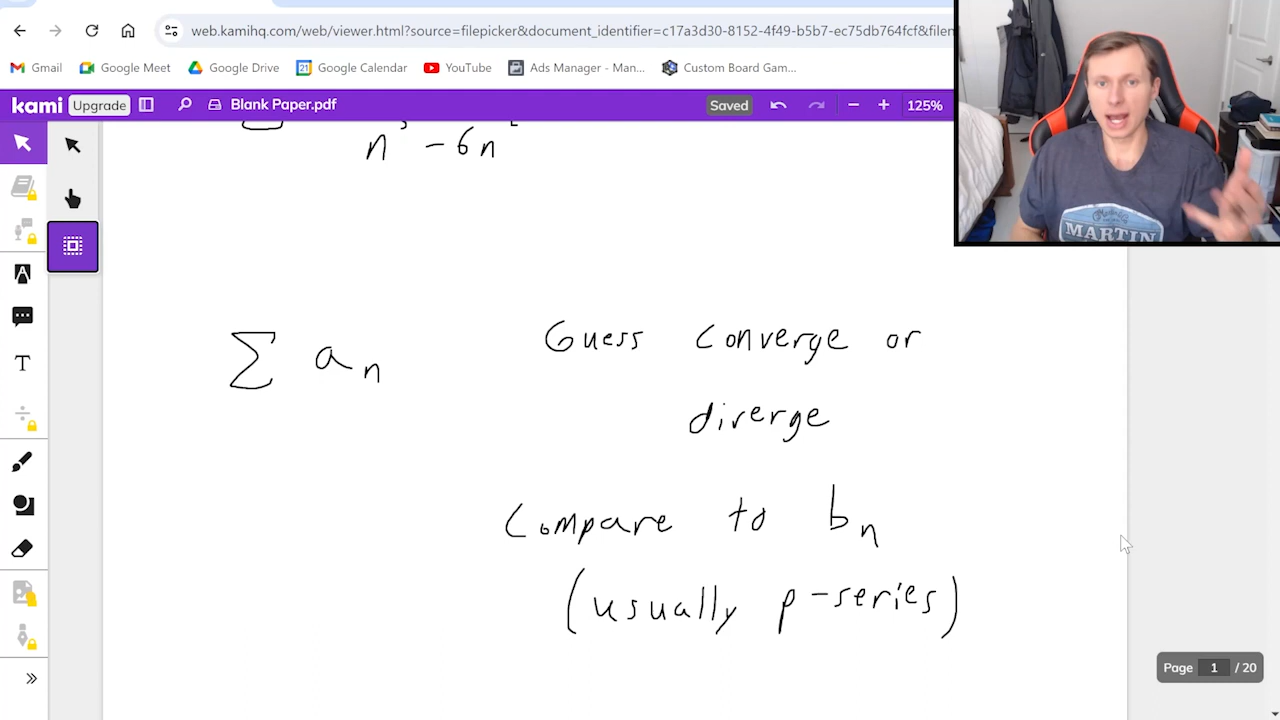 web.kamihq.com/web/viewer.html?source=filepicker&document_identifier=c17a3d30-8152-4f49-b5b7-ec75db764fcf&filen
Gmail Google Meet Google Drive Google Calendar YouTube Ads Manager - Man... Custom Board Gam...
kami Upgrade Blank Paper.pdf Saved 125%
n³ - 6n²
∑ aₙ
Guess converge or
diverge
Compare to bₙ
(usually p-series)
MARTIN
Page 1 / 20